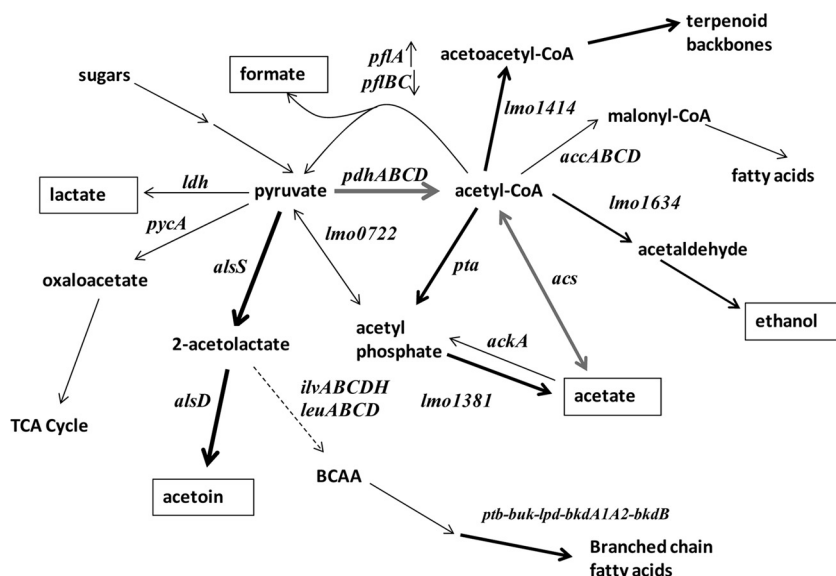 terpenoid
backbones
acetoacetyl-CoA
pflA
pflBC
formate
sugars
lmo1414
malonyl-CoA
accABCD
fatty acids
ldh
lactate
pyruvate
pdhABCD
acetyl-CoA
lmo1634
pycA
lmo0722
acetaldehyde
oxaloacetate
alsS
pta
acs
ethanol
2-acetolactate
acetyl
phosphate
ackA
ilvABCDH
leuABCD
lmo1381
acetate
alsD
TCA Cycle
BCAA
acetoin
ptb-buk-lpd-bkdA1A2-bkdB
Branched chain
fatty acids